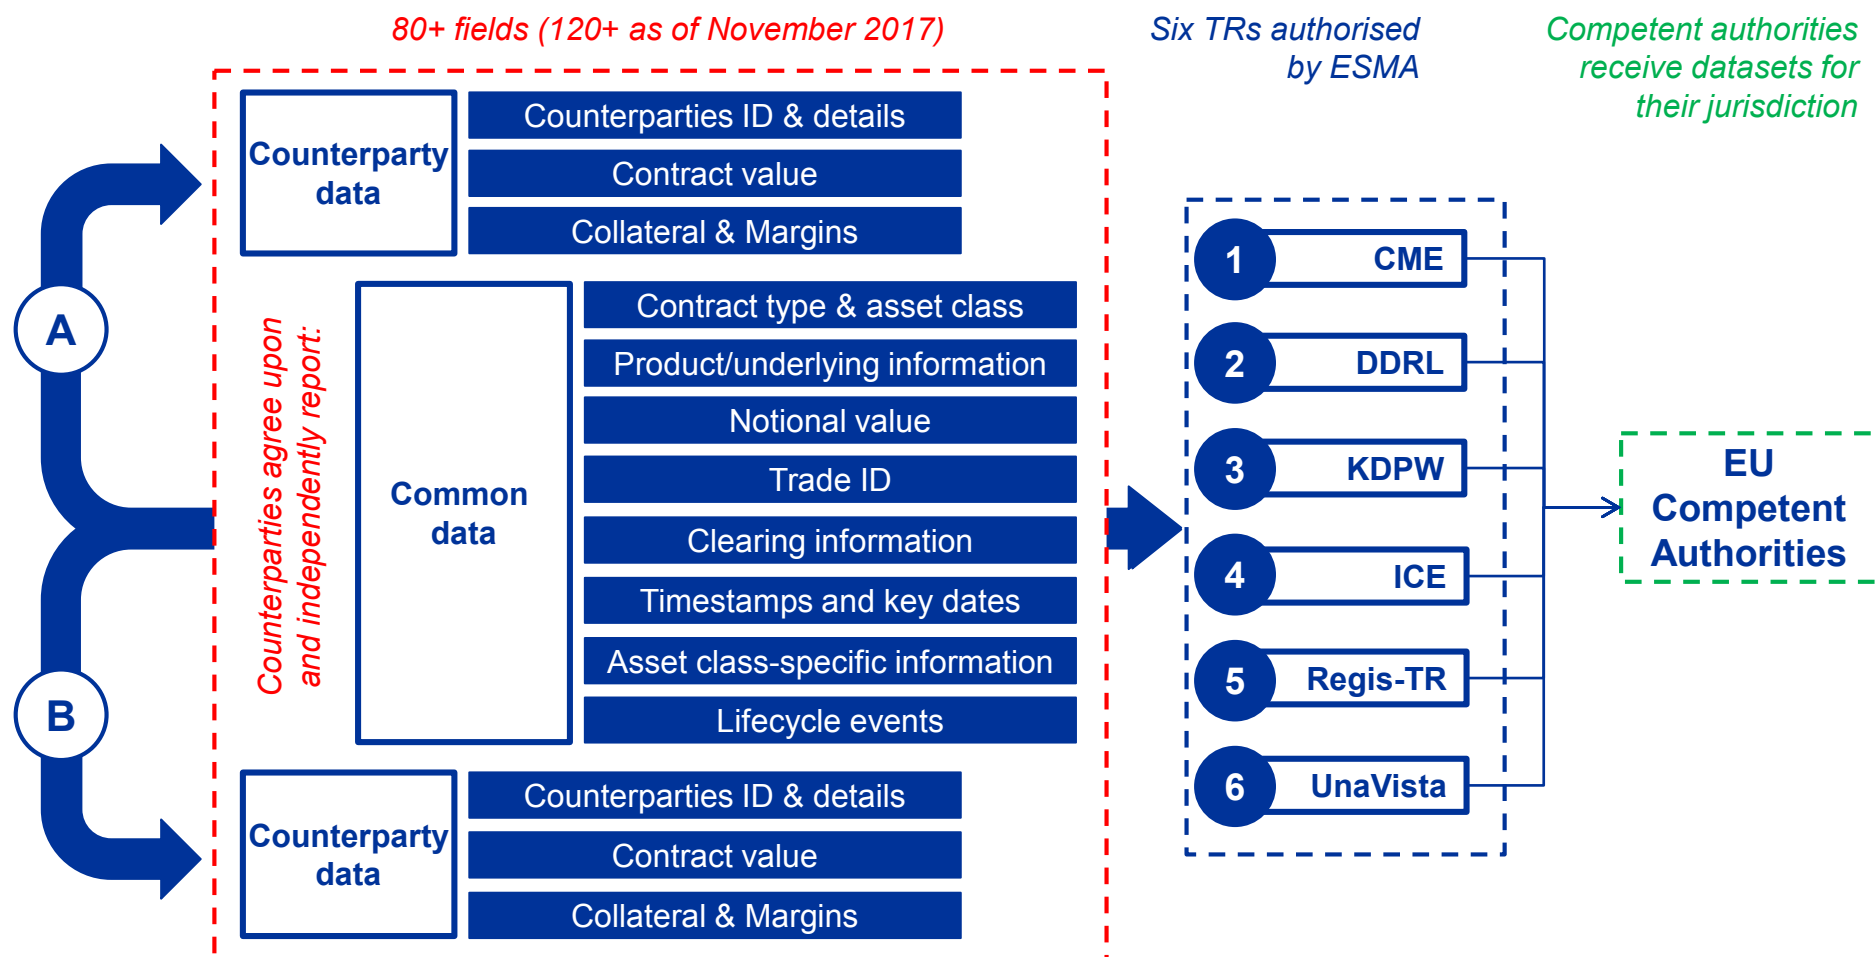 80+ fields (120+ as of November 2017)
Six TRs authorised
by ESMA
Competent authorities
receive datasets for
their jurisdiction
A
B
Counterparty
data
Counterparties ID & details
Contract value
Collateral & Margins
Counterparties agree upon
and independently report:
Common
data
Contract type & asset class
Product/underlying information
Notional value
Trade ID
Clearing information
Timestamps and key dates
Asset class-specific information
Lifecycle events
Counterparty
data
Counterparties ID & details
Contract value
Collateral & Margins
1 CME
2 DDRL
3 KDPW
4 ICE
5 Regis-TR
6 UnaVista
EU
Competent
Authorities